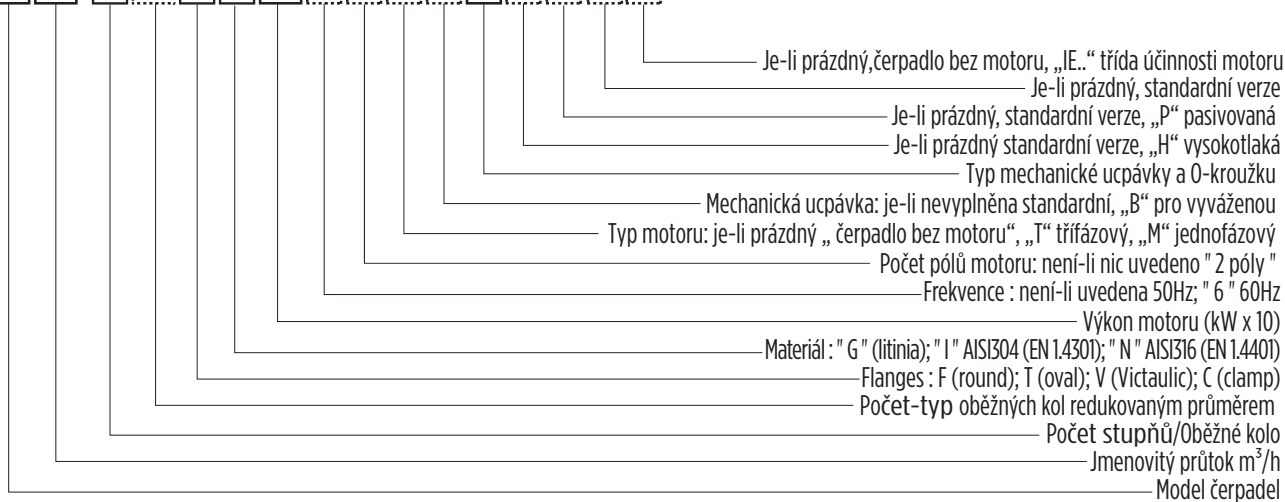 Je-li prázdný,čerpadlo bez motoru, „IE..“ třída účinnosti motoru
Je-li prázdný, standardní verze
Je-li prázdný, standardní verze, „P“ pasivovaná
Je-li prázdný standardní verze, „H“ vysokotlaká
Typ mechanické ucpávky a O-kroužku
Mechanická ucpávka: je-li nevyplněna standardní, „B“ pro vyváženou
Typ motoru: je-li prázdný „ čerpadlo bez motoru“, „T“ třífázový, „M“ jednofázový
Počet pólů motoru: není-li nic uvedeno " 2 póly "
Frekvence : není-li uvedena 50Hz; " 6 " 60Hz
Výkon motoru (kW x 10)
Materiál : " G " (litinia); " I " AISI304 (EN 1.4301); " N " AISI316 (EN 1.4401)
Flanges : F (round); T (oval); V (Victaulic); C (clamp)
Počet-typ oběžných kol redukovaným průměrem
Počet stupňů/Oběžné kolo
Jmenovitý průtok m³/h
Model čerpadel